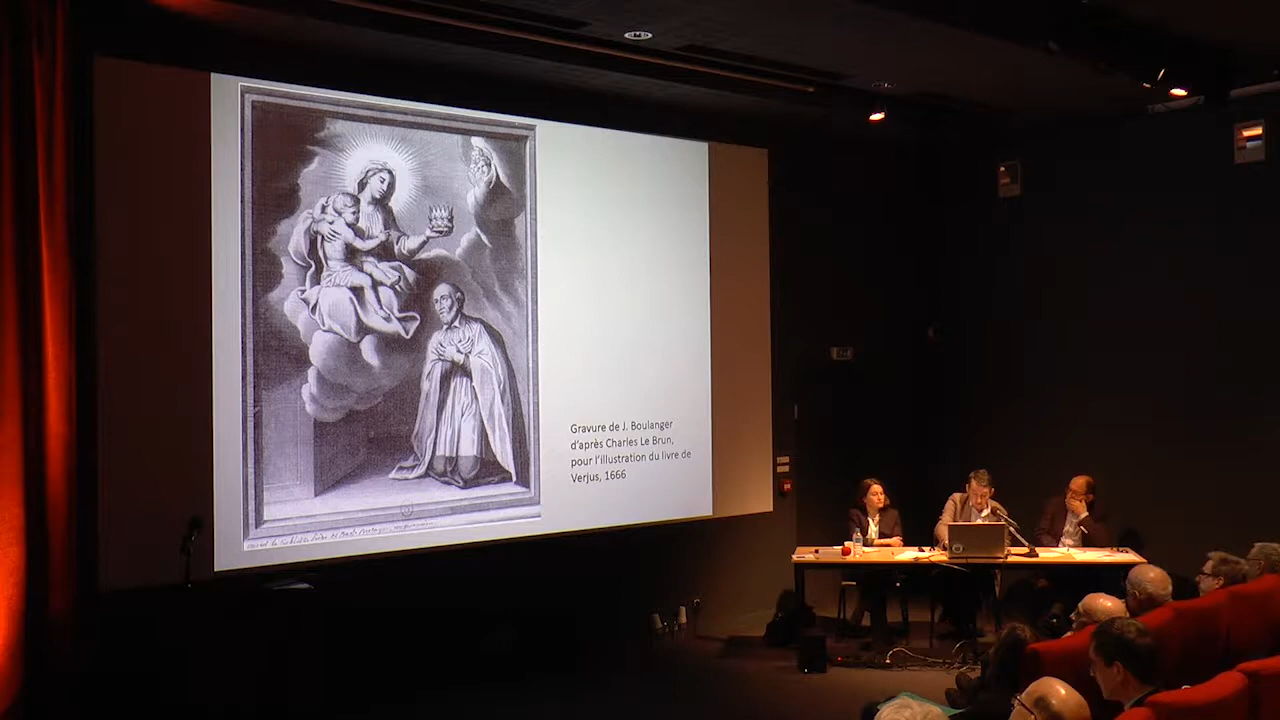 Gravure de J. Boulanger
d'après Charles Le Brun,
pour l'illustration du livre de
Verjus, 1666